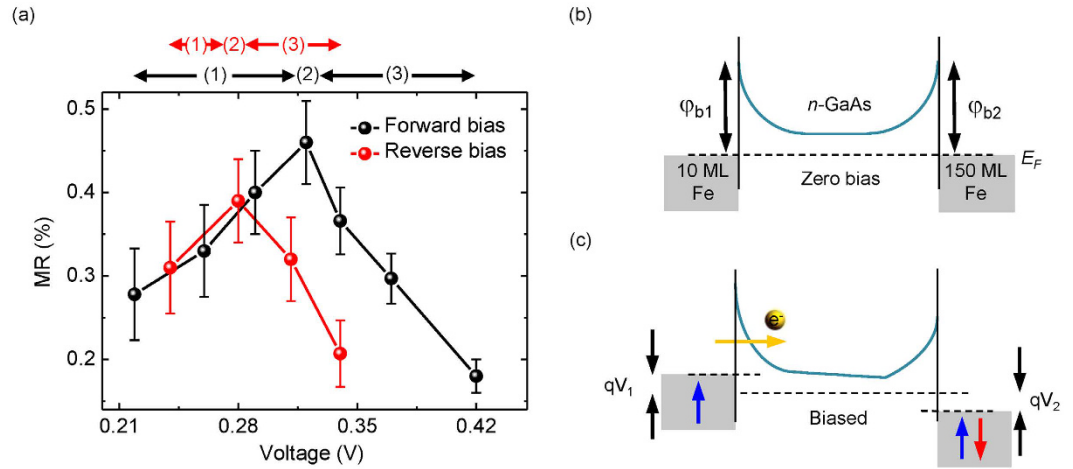 (a)
(1) (2) (3)
(1) (2) (3)
0.5
0.4
0.3
0.2
MR (%)
Forward bias
Reverse bias
0.21 0.28 0.35 0.42
Voltage (V)
(b)
φb1
n-GaAs
φb2
EF
10 ML
Fe
Zero bias
150 ML
Fe
(c)
e-
qV1
Biased
qV2